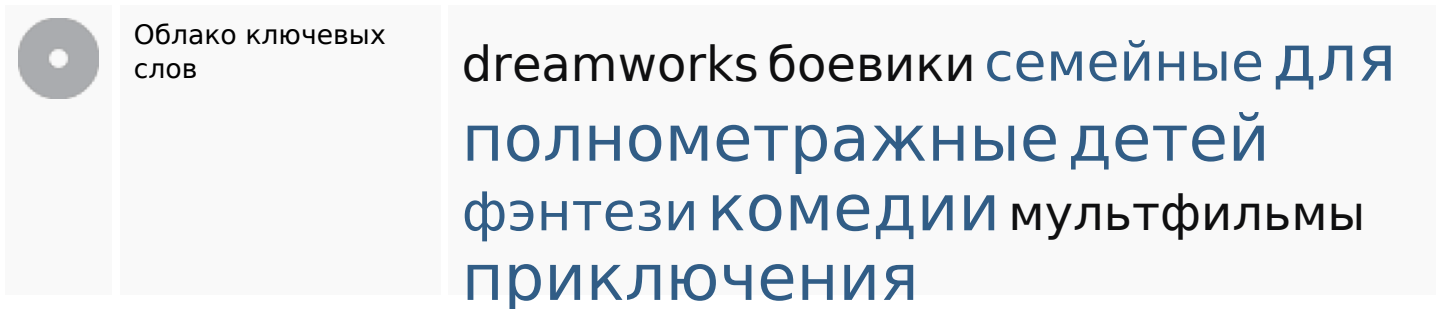 Облако ключевых
слов
dreamworks боевики семейные для
полнометражные детей
фэнтези комедии мультфильмы
приключения